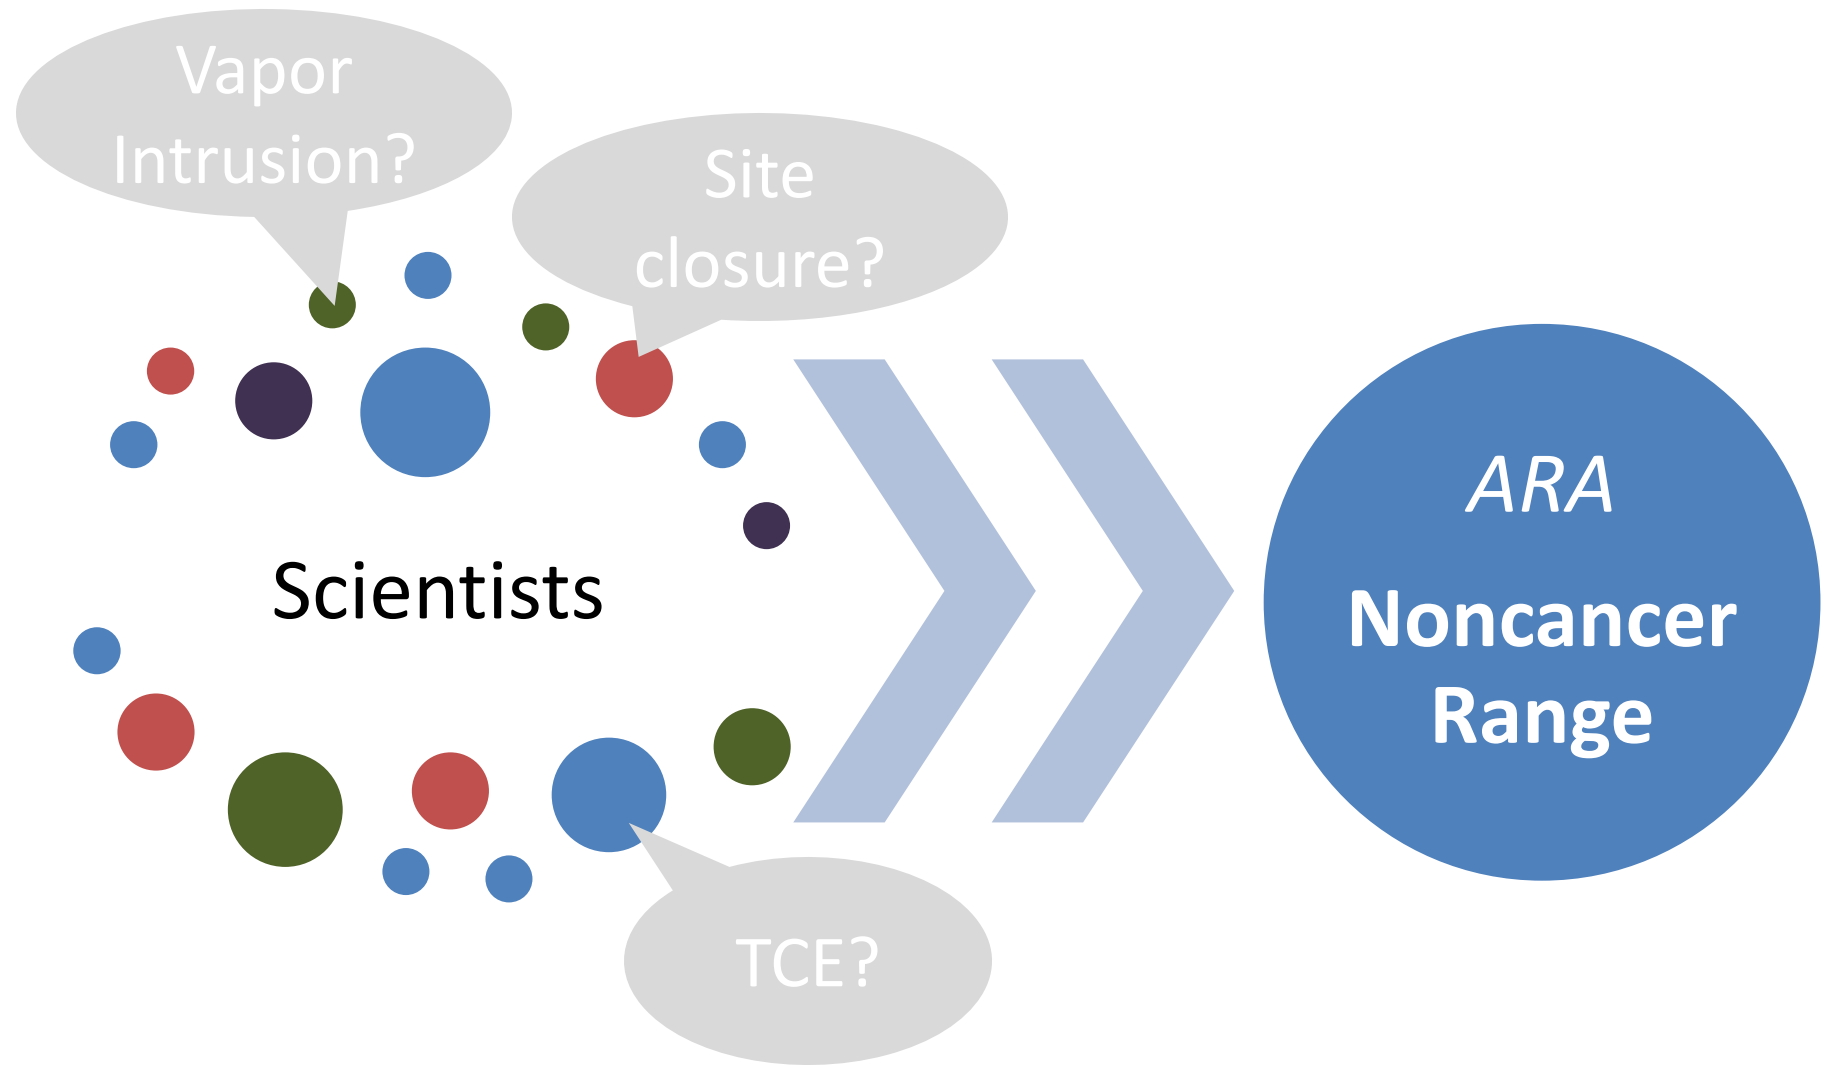 Vapor
Intrusion?
Site
closure?
Scientists
ARA
Noncancer
Range
TCE?